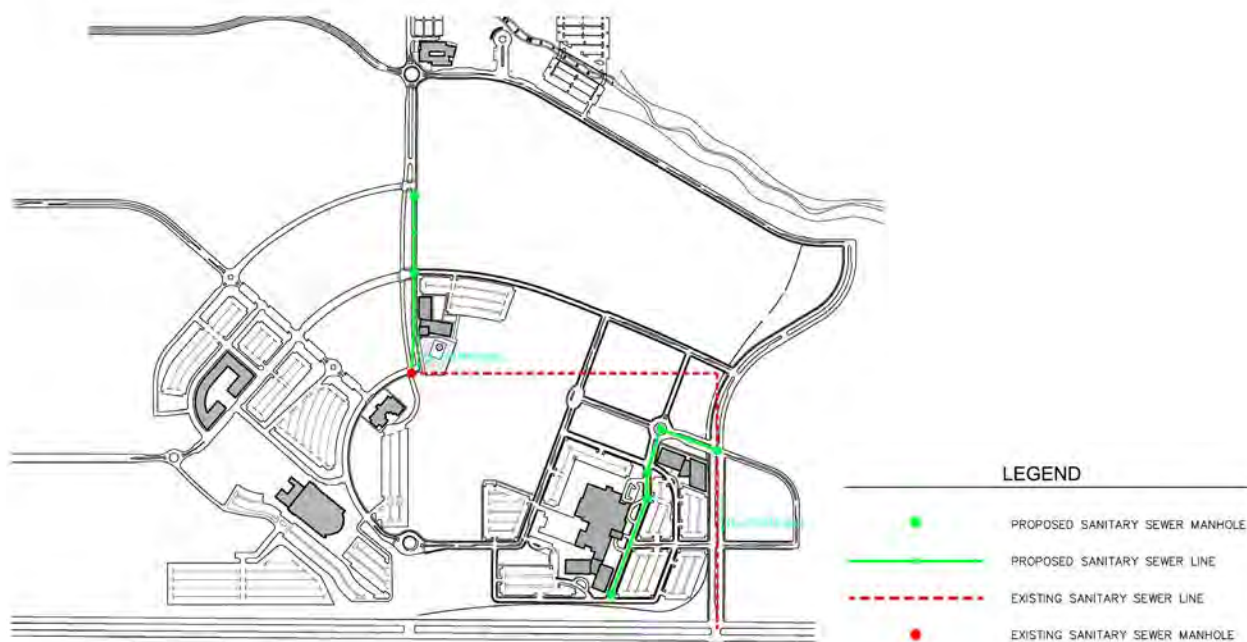 LEGEND
PROPOSED SANITARY SEWER MANHOLE
PROPOSED SANITARY SEWER LINE
EXISTING SANITARY SEWER LINE
EXISTING SANITARY SEWER MANHOLE